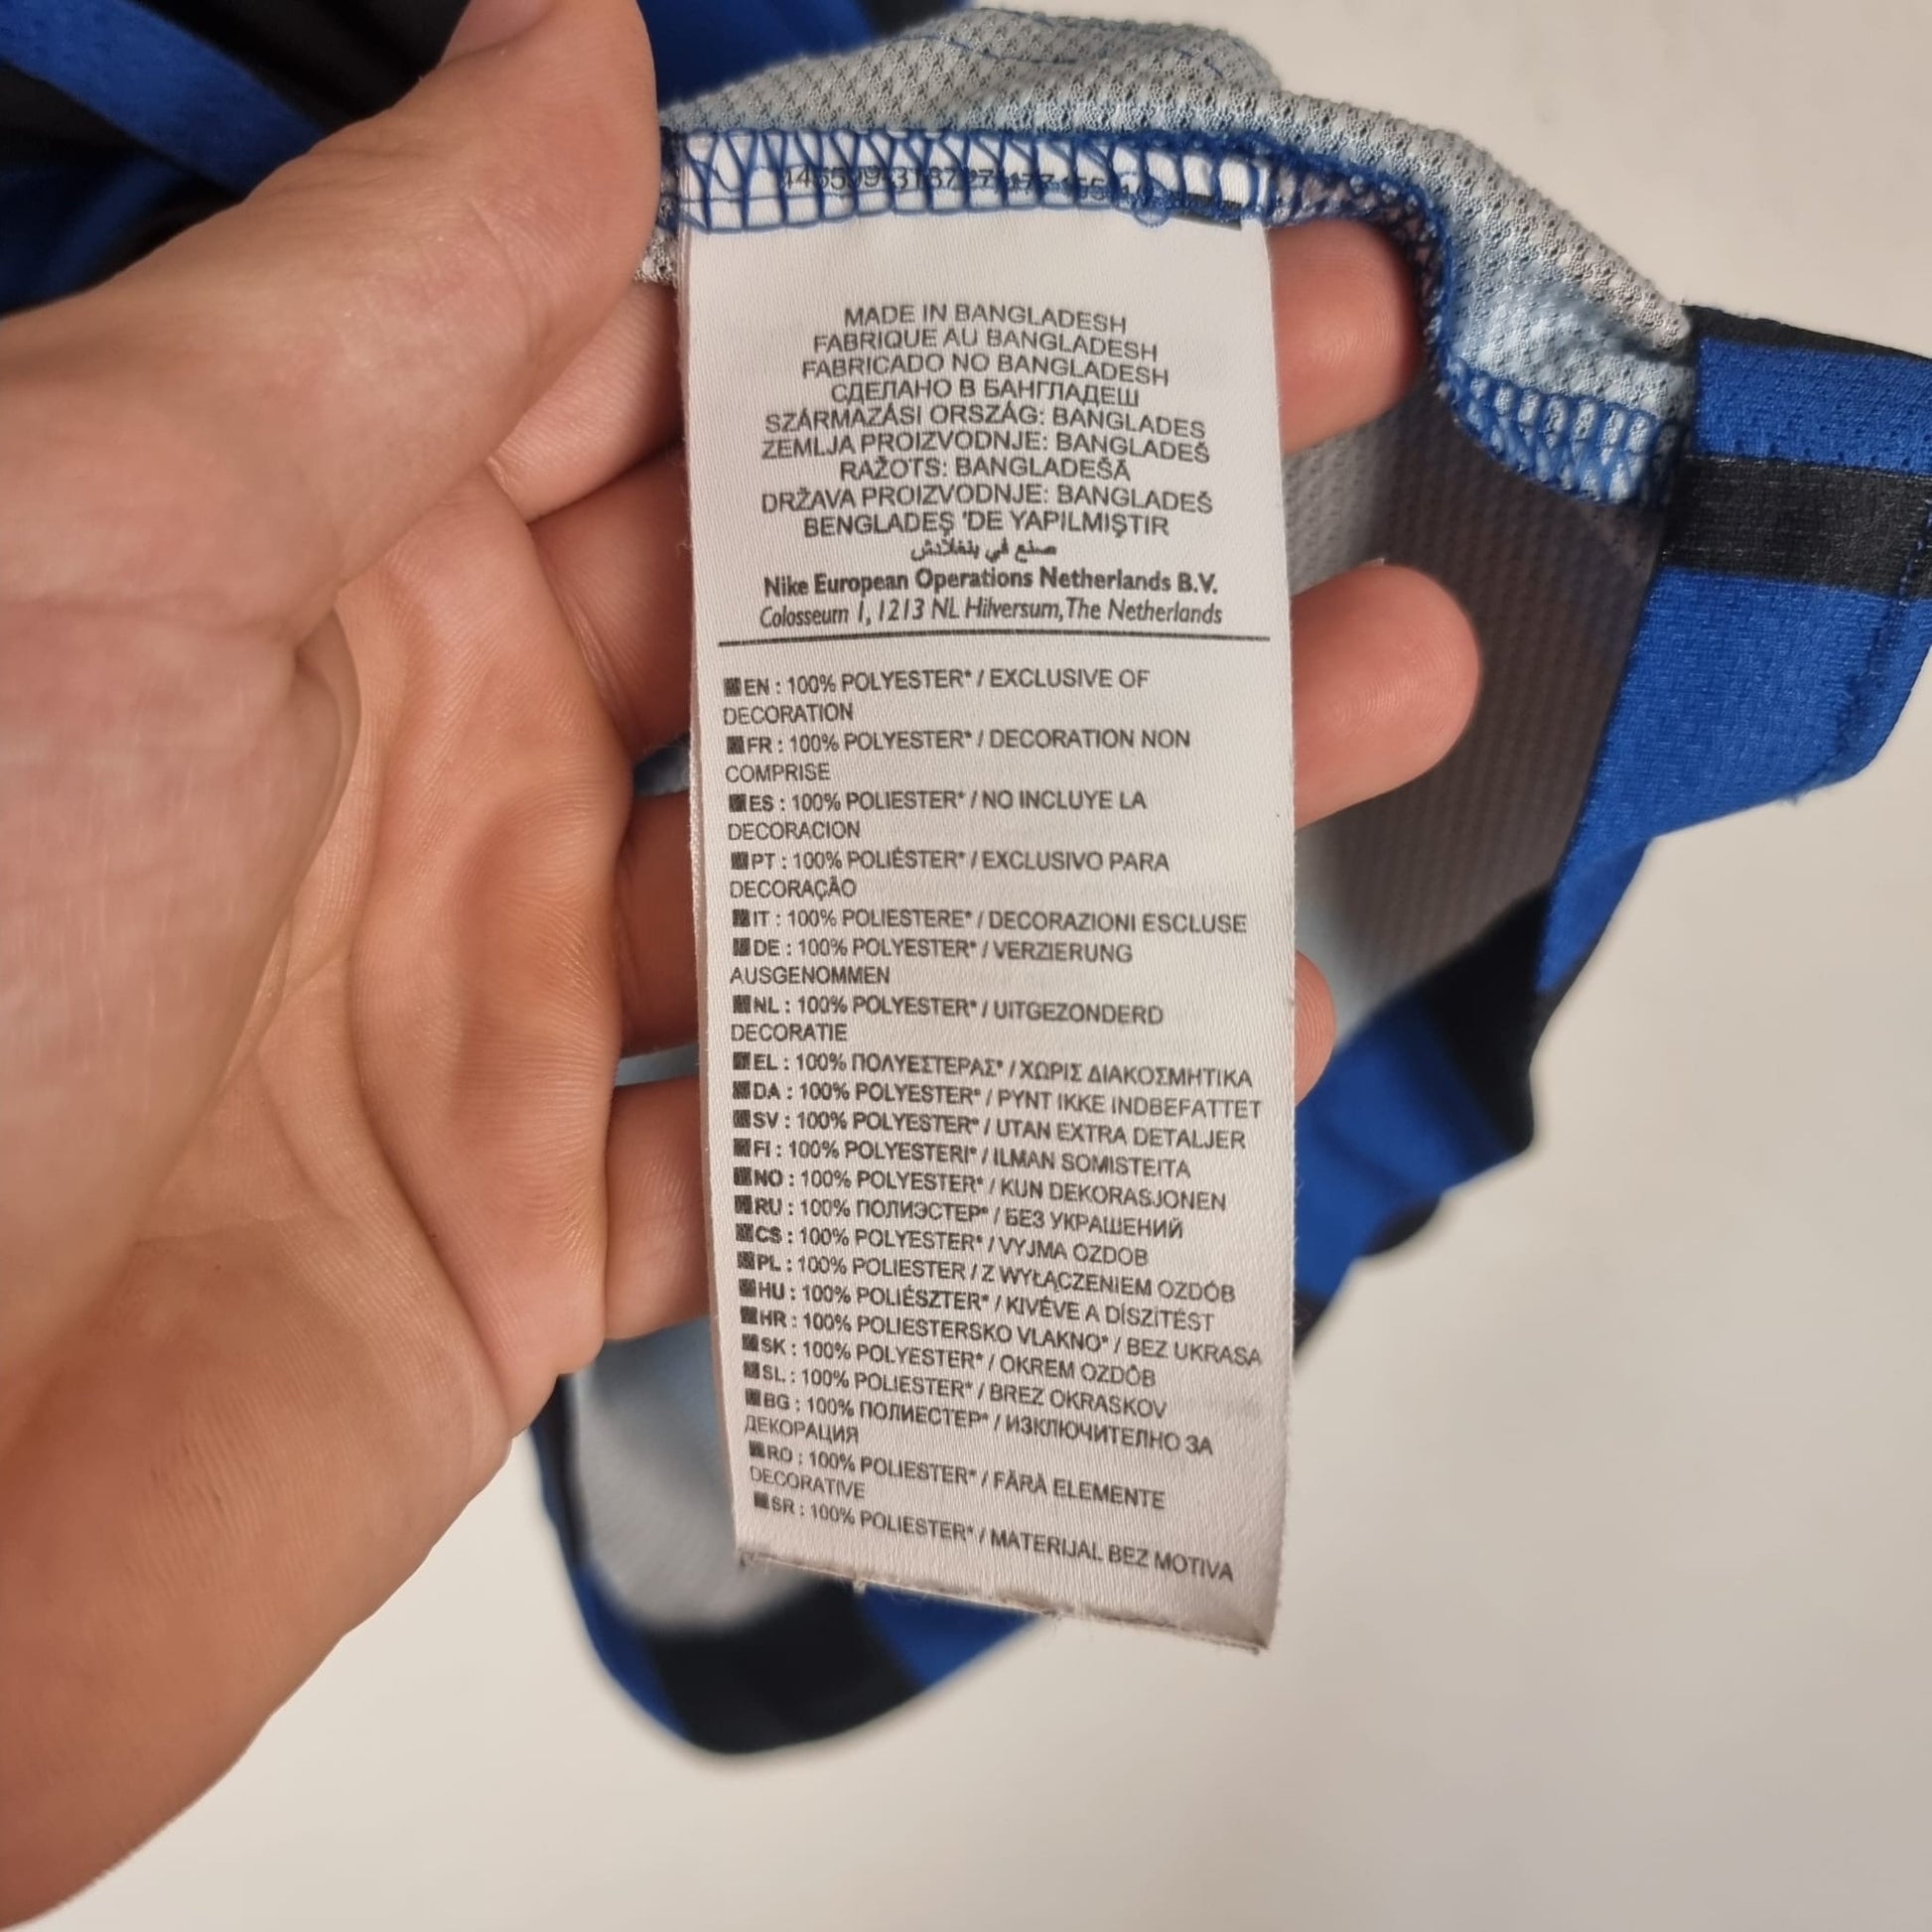 MADE IN BANGLADESH
FABRIQUE AU BANGLADESH
FABRICADO NO BANGLADESH
СДЕЛАНО В БАНГЛАДЕШ
SZÁRMAZÁSI ORSZÁG: BANGLADES
ZEMLJA PROIZVODNJE: BANGLADEŠ
RAŽOTS: BANGLADEŠĀ
DRŽAVA PROIZVODNJE: BANGLADEŠ
BENGLADEŞ 'DE YAPILMIŞTIR
صنع في بنغلادش
Nike European Operations Netherlands B.V.
Colosseum 1, 1213 NL Hilversum, The Netherlands
EN : 100% POLYESTER* / EXCLUSIVE OF
DECORATION
FR : 100% POLYESTER* / DECORATION NON
COMPRISE
ES : 100% POLIESTER* / NO INCLUYE LA
DECORACION
PT : 100% POLIÉSTER* / EXCLUSIVO PARA
DECORAÇÃO
IT : 100% POLIESTERE* / DECORAZIONI ESCLUSE
DE : 100% POLYESTER* / VERZIERUNG
AUSGENOMMEN
NL : 100% POLYESTER* / UITGEZONDERD
DECORATIE
EL : 100% ΠΟΛΥΕΣΤΕΡΑΣ* / ΧΩΡΙΣ ΔΙΑΚΟΣΜΗΤΙΚΑ
DA : 100% POLYESTER* / PYNT IKKE INDBEFATTET
SV : 100% POLYESTER* / UTAN EXTRA DETALJER
FI : 100% POLYESTERI* / ILMAN SOMISTEITA
NO : 100% POLYESTER* / KUN DEKORASJONEN
RU : 100% ПОЛИЭСТЕР* / БЕЗ УКРАШЕНИЙ
CS : 100% POLYESTER* / VYJMA OZDOB
PL : 100% POLIESTER / Z WYŁĄCZENIEM OZDÓB
HU : 100% POLIÉSZTER* / KIVÉVE A DÍSZÍTÉST
HR : 100% POLIESTERSKO VLAKNO* / BEZ UKRASA
SK : 100% POLYESTER* / OKREM OZDÔB
SL : 100% POLIESTER* / BREZ OKRASKOV
BG : 100% ПОЛИЕСТЕР* / ИЗКЛЮЧИТЕЛНО ЗА
ДЕКОРАЦИЯ
RO : 100% POLIESTER* / FĂRĂ ELEMENTE
DECORATIVE
SR : 100% POLIESTER* / MATERIJAL BEZ MOTIVA